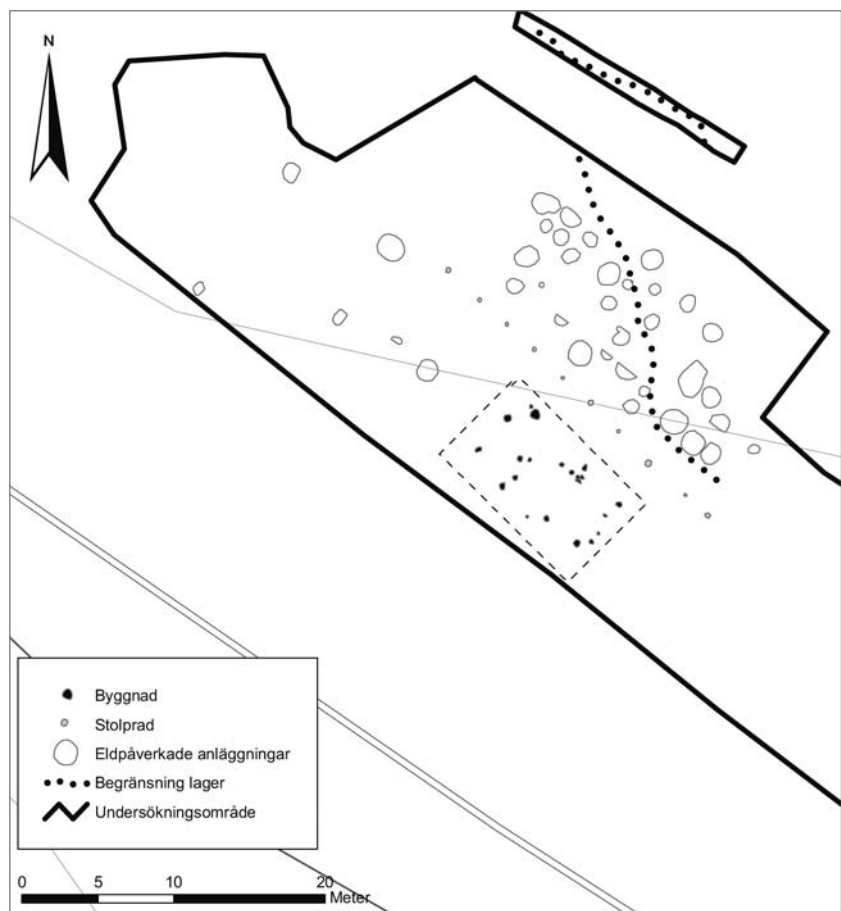 N
Byggnad
Stolprad
Eldpåverkade anläggningar
Begränsning lager
Undersökningsområde
0 5 10 20
Meter